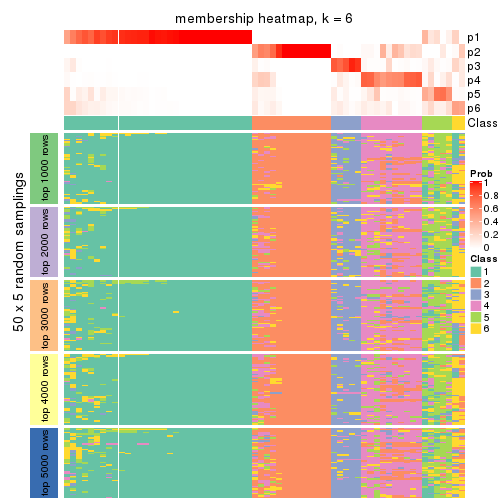 membership heatmap, k = 6
p1
p2
p3
p4
p5
p6
Class
50 x 5 random samplings
top 1000 rows
top 2000 rows
top 3000 rows
top 4000 rows
top 5000 rows
Prob
1
0.8
0.6
0.4
0.2
0
Class
1
2
3
4
5
6